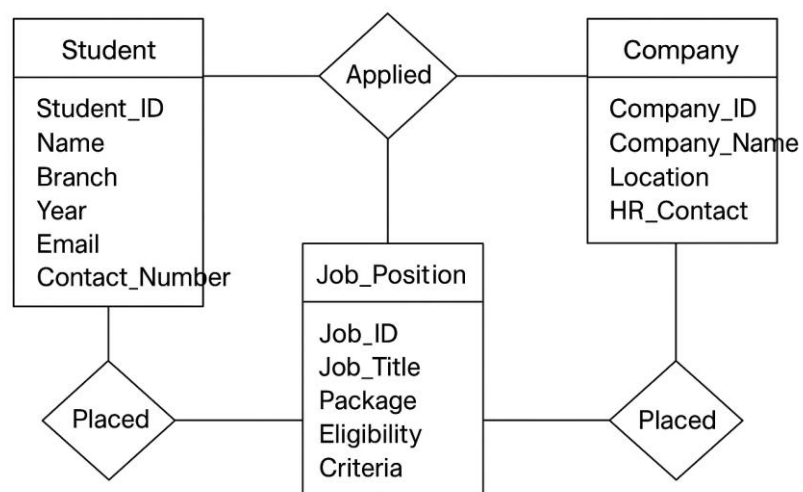 Student
Student_ID
Name
Branch
Year
Email
Contact_Number
Applied
Company
Company_ID
Company_Name
Location
HR_Contact
Job_Position
Job_ID
Job_Title
Package
Eligibility
Criteria
Placed
Placed